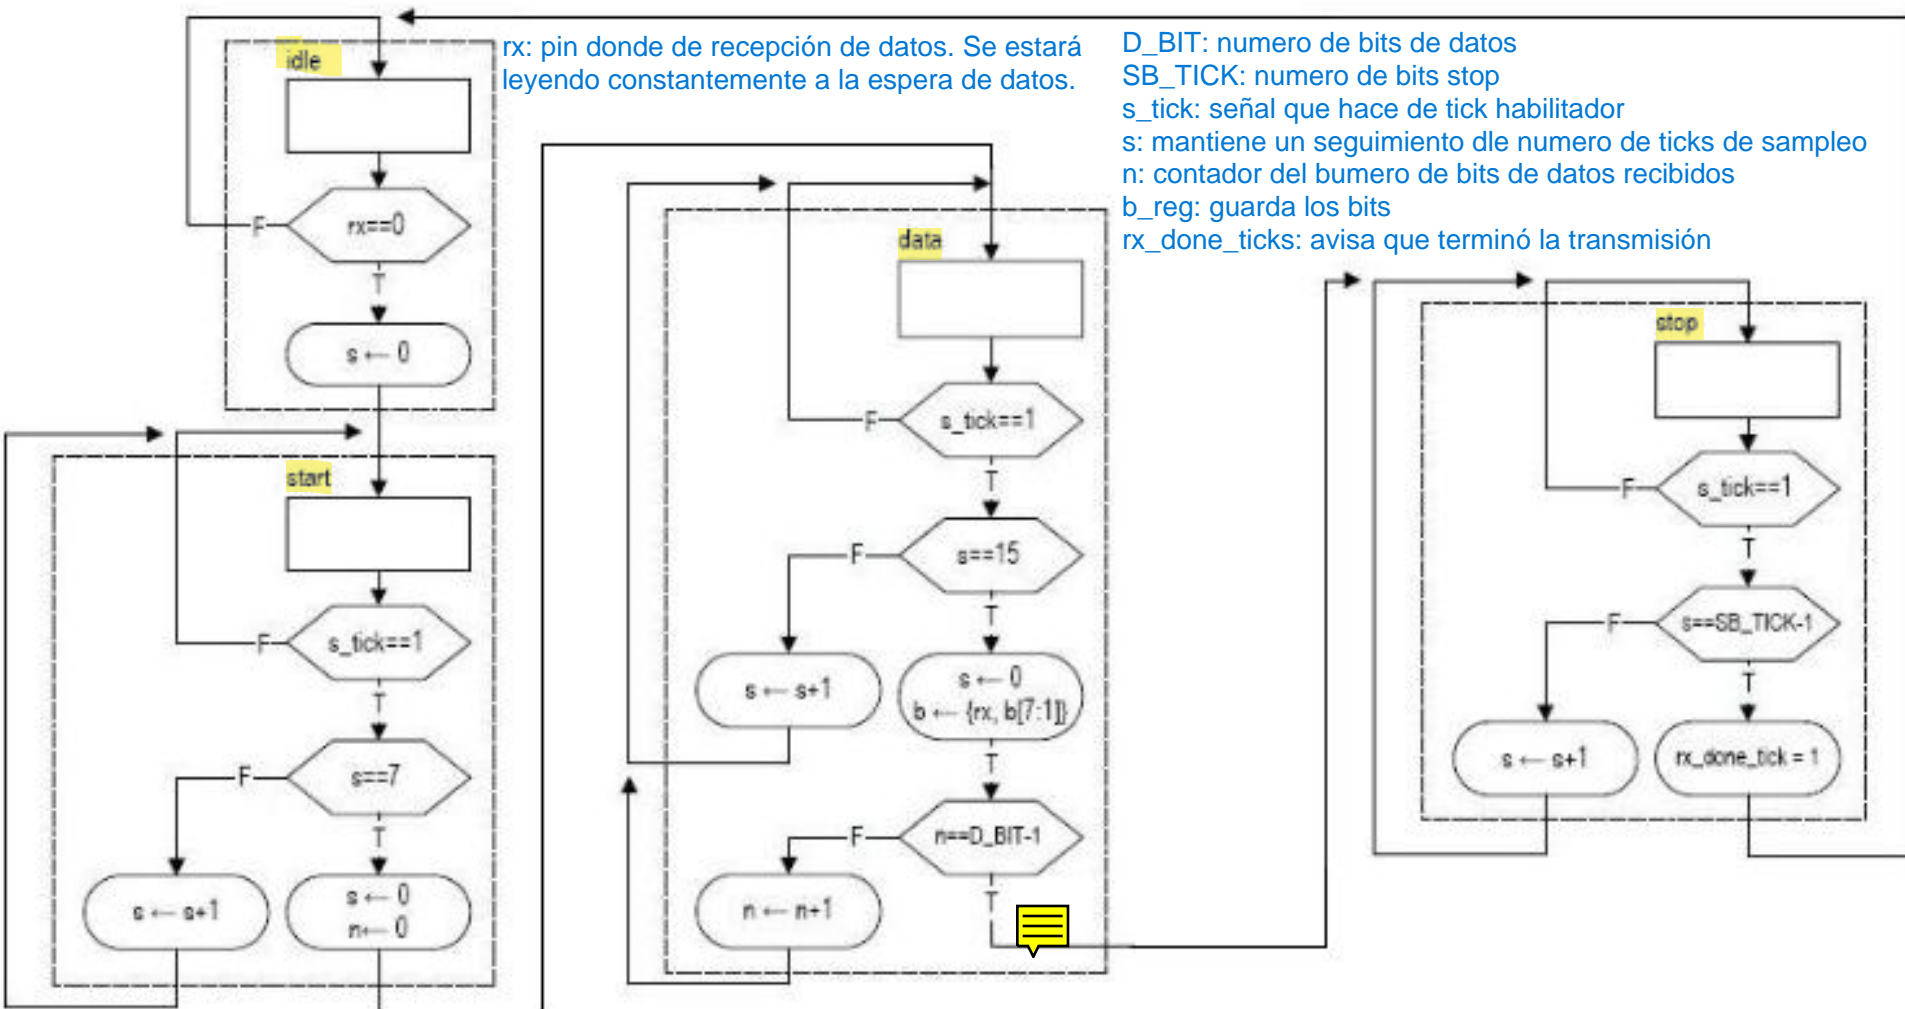 rx: pin donde de recepción de datos. Se estará
leyendo constantemente a la espera de datos.
D_BIT: numero de bits de datos
SB_TICK: numero de bits stop
s_tick: señal que hace de tick habilitador
s: mantiene un seguimiento dle numero de ticks de sampleo
n: contador del bumero de bits de datos recibidos
b_reg: guarda los bits
rx_done_ticks: avisa que terminó la transmisión
idle
rx==0
F
T
s ← 0
start
s_tick==1
F
T
s==7
F
T
s ← s+1
s ← 0
n← 0
data
s_tick==1
F
T
s==15
F
T
s ← s+1
s ← 0
b ← {rx, b[7:1]}
T
n==D_BIT-1
F
T
n ← n+1
stop
s_tick==1
F
T
s==SB_TICK-1
F
T
s ← s+1
rx_done_tick = 1